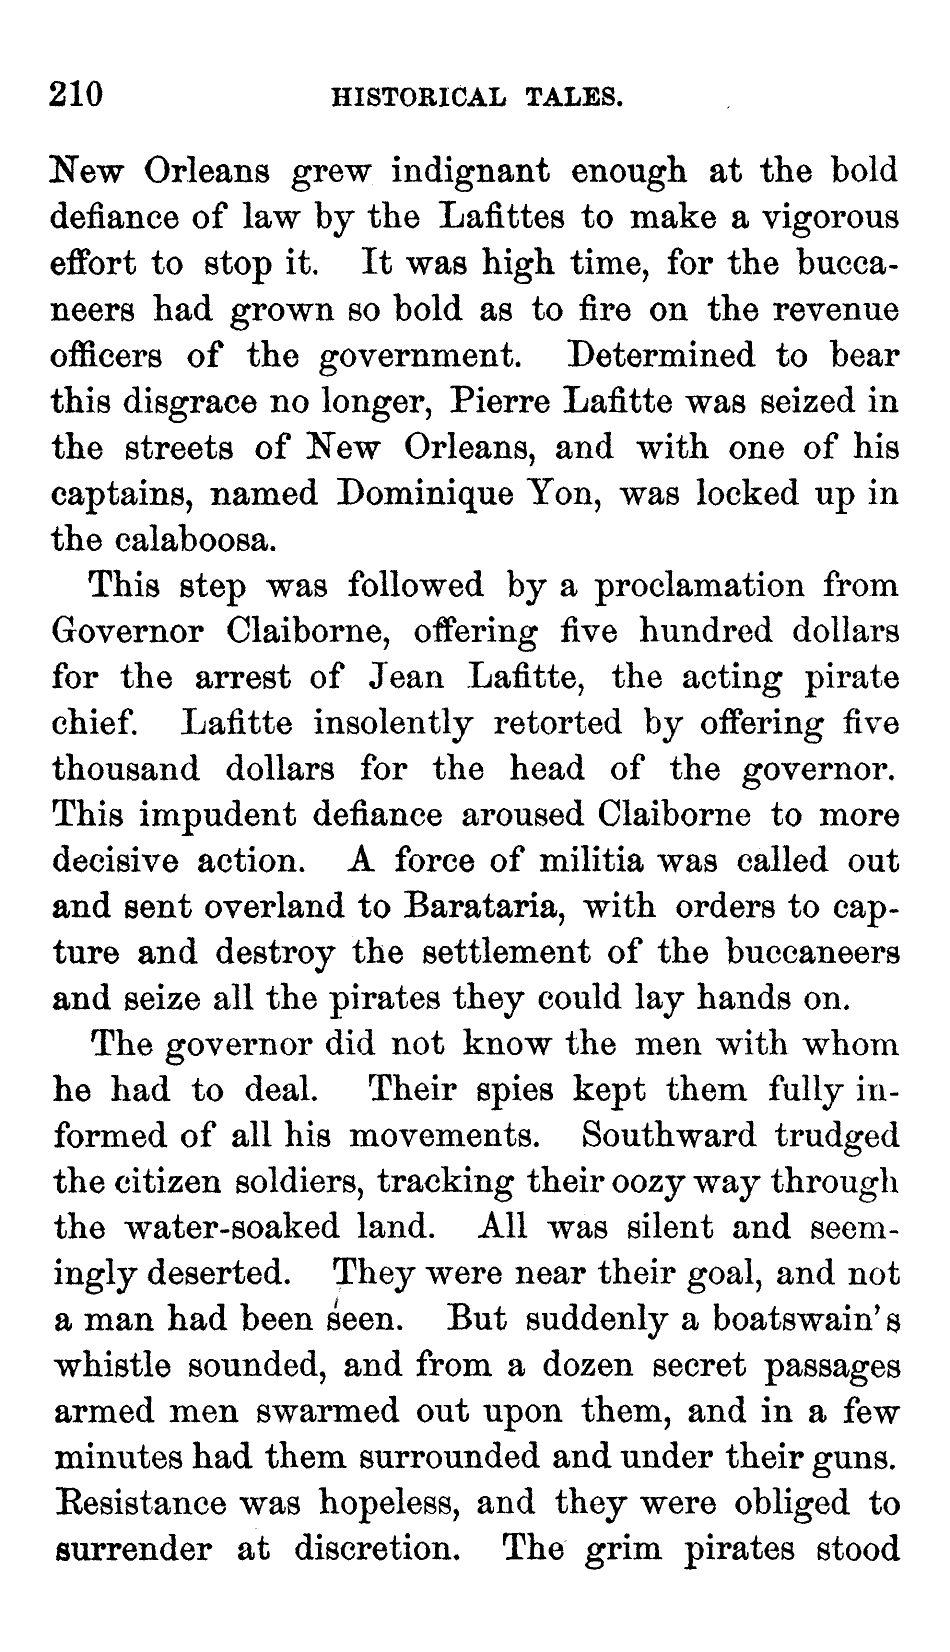 210 HISTORICAL TALES.
New Orleans grew indignant enough at the bold
defiance of law by the Lafittes to make a vigorous
effort to stop it. It was high time, for the bucca-
neers had grown so bold as to fire on the revenue
officers of the government. Determined to bear
this disgrace no longer, Pierre Lafitte was seized in
the streets of New Orleans, and with one of his
captains, named Dominique Yon, was locked up in
the calaboosa.
This step was followed by a proclamation from
Governor Claiborne, offering five hundred dollars
for the arrest of Jean Lafitte, the acting pirate
chief. Lafitte insolently retorted by offering five
thousand dollars for the head of the governor.
This impudent defiance aroused Claiborne to more
decisive action. A force of militia was called out
and sent overland to Barataria, with orders to cap-
ture and destroy the settlement of the buccaneers
and seize all the pirates they could lay hands on.
The governor did not know the men with whom
he had to deal. Their spies kept them fully in-
formed of all his movements. Southward trudged
the citizen soldiers, tracking their oozy way through
the water-soaked land. All was silent and seem-
ingly deserted. They were near their goal, and not
a man had been seen. But suddenly a boatswain's
whistle sounded, and from a dozen secret passages
armed men swarmed out upon them, and in a few
minutes had them surrounded and under their guns.
Resistance was hopeless, and they were obliged to
surrender at discretion. The grim pirates stood